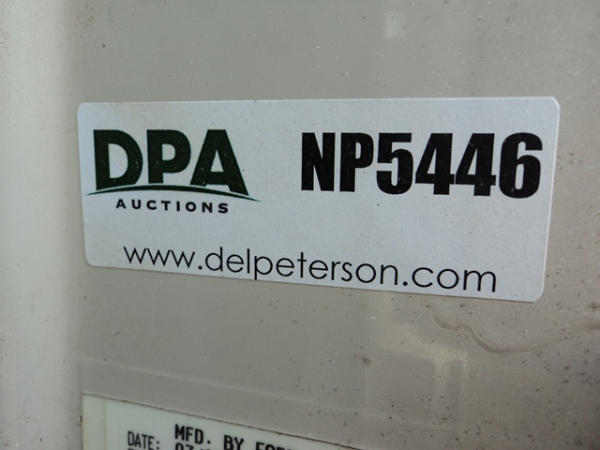 DPA
AUCTIONS
NP5446
www.delpeterson.com
MFD. BY
DATE: